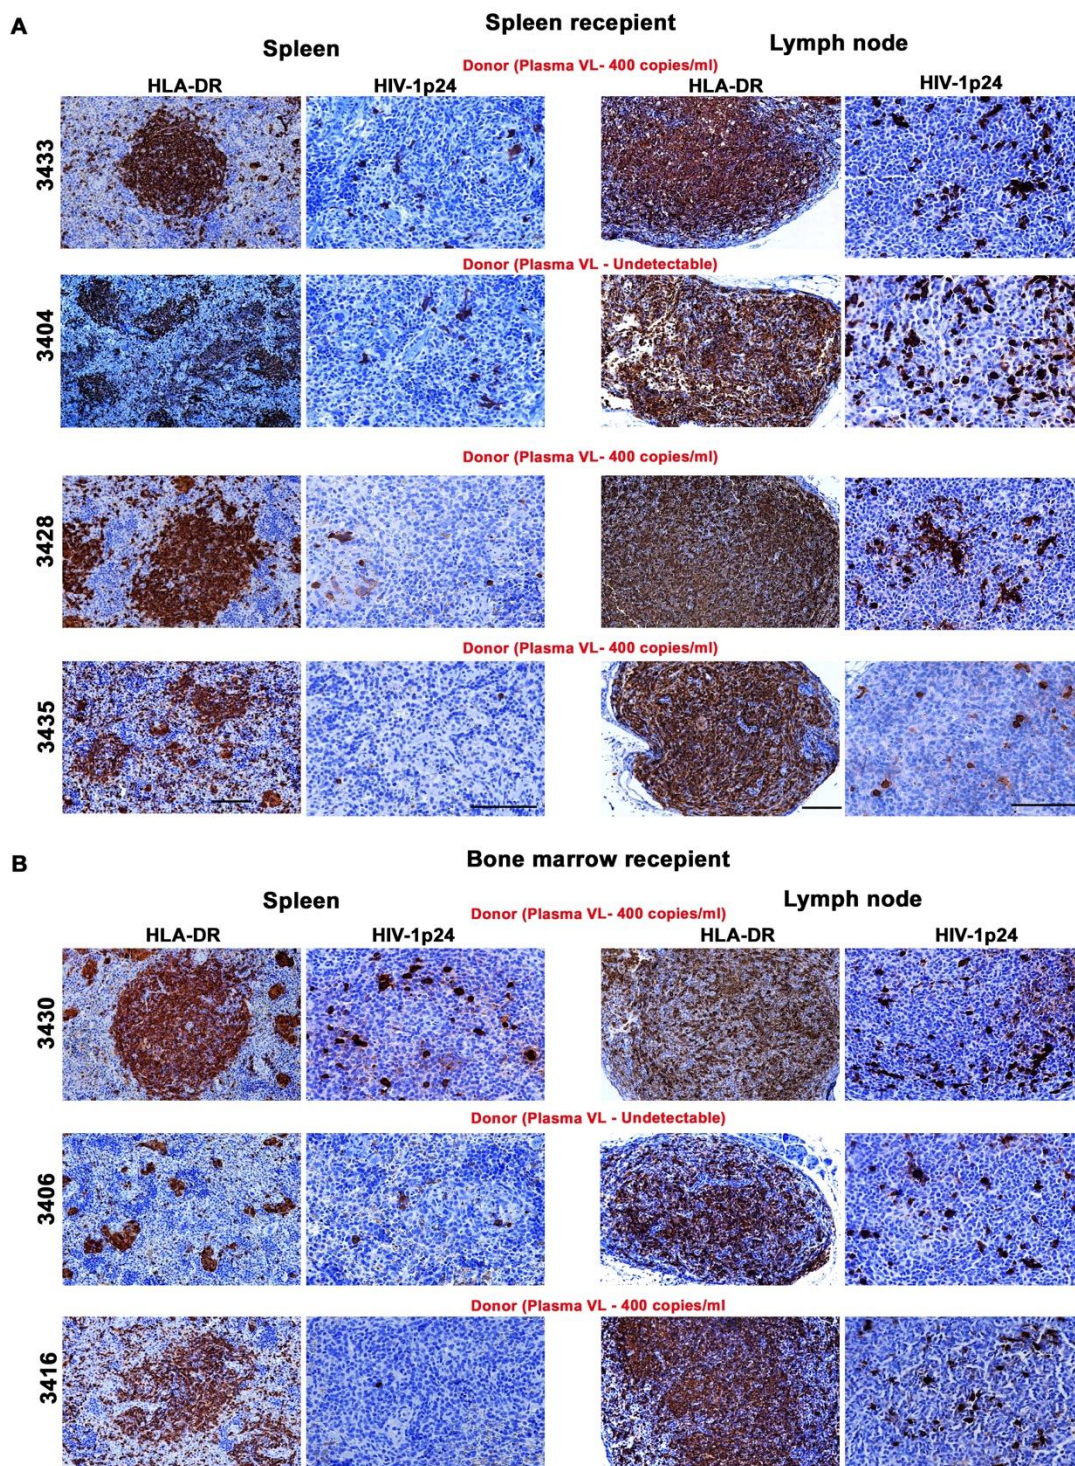 A
Spleen recepient
Spleen
Lymph node
Donor (Plasma VL- 400 copies/ml)
HLA-DR
HIV-1p24
HLA-DR
HIV-1p24
3433
Donor (Plasma VL - Undetectable)
3404
Donor (Plasma VL- 400 copies/ml)
3428
Donor (Plasma VL- 400 copies/ml)
3435
B
Bone marrow recepient
Spleen
Lymph node
Donor (Plasma VL- 400 copies/ml)
HLA-DR
HIV-1p24
HLA-DR
HIV-1p24
3430
Donor (Plasma VL - Undetectable)
3406
Donor (Plasma VL - 400 copies/ml
3416